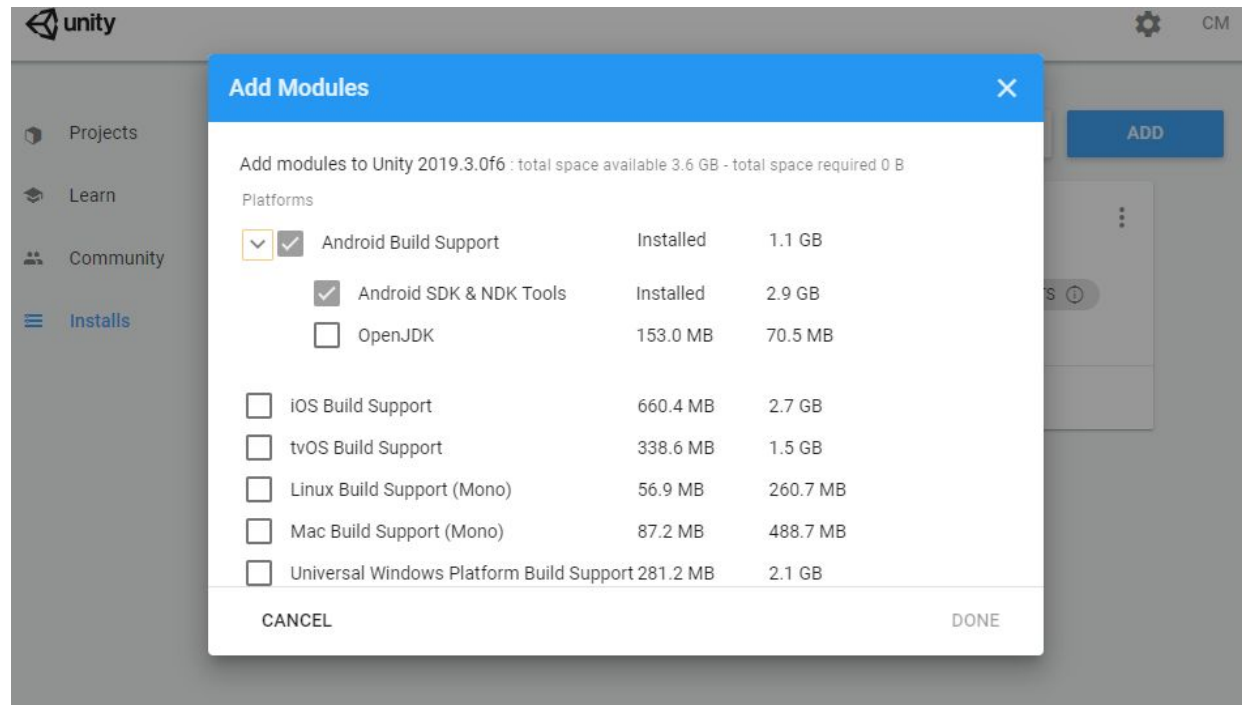 unity
CM
Add Modules
Projects
ADD
Add modules to Unity 2019.3.0f6 : total space available 3.6 GB - total space required 0 B
Learn
Platforms
Android Build Support Installed 1.1 GB
Community
Android SDK & NDK Tools Installed 2.9 GB
Installs
OpenJDK 153.0 MB 70.5 MB
iOS Build Support 660.4 MB 2.7 GB
tvOS Build Support 338.6 MB 1.5 GB
Linux Build Support (Mono) 56.9 MB 260.7 MB
Mac Build Support (Mono) 87.2 MB 488.7 MB
Universal Windows Platform Build Support 281.2 MB 2.1 GB
CANCEL DONE